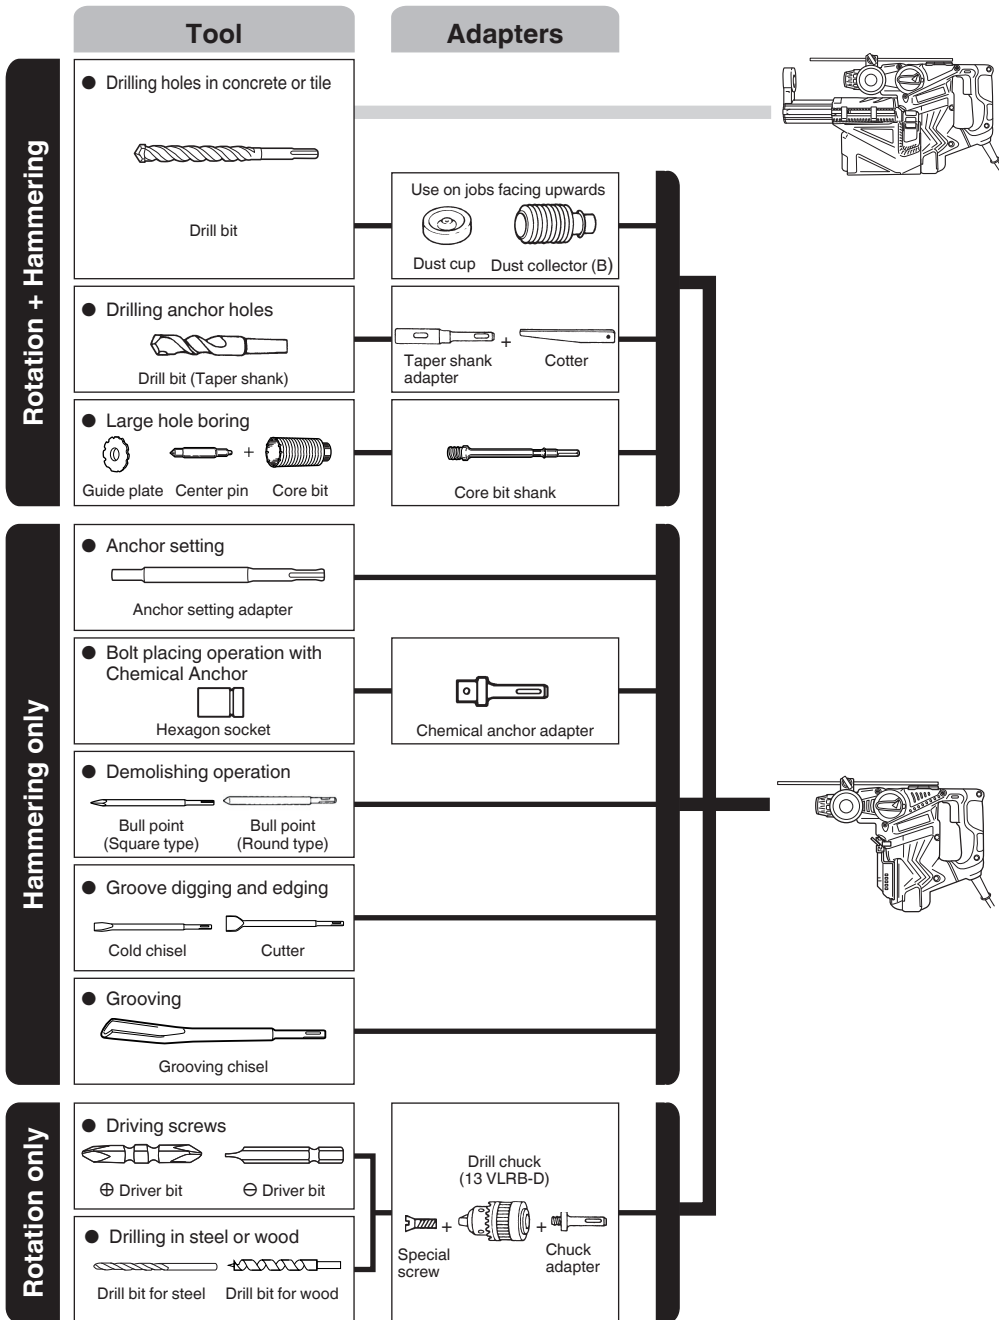 Tool
Adapters
Rotation + Hammering
● Drilling holes in concrete or tile
Drill bit
Use on jobs facing upwards
Dust cup
Dust collector (B)
● Drilling anchor holes
Drill bit (Taper shank)
Taper shank
adapter
+
Cotter
● Large hole boring
+
Guide plate
Center pin
Core bit
Core bit shank
Hammering only
● Anchor setting
Anchor setting adapter
● Bolt placing operation with
Chemical Anchor
Hexagon socket
Chemical anchor adapter
● Demolishing operation
Bull point
(Square type)
Bull point
(Round type)
● Groove digging and edging
Cold chisel
Cutter
● Grooving
Grooving chisel
Rotation only
● Driving screws
⊕ Driver bit
⊖ Driver bit
● Drilling in steel or wood
Drill bit for steel
Drill bit for wood
Drill chuck
(13 VLRB-D)
+
+
Special
screw
Chuck
adapter